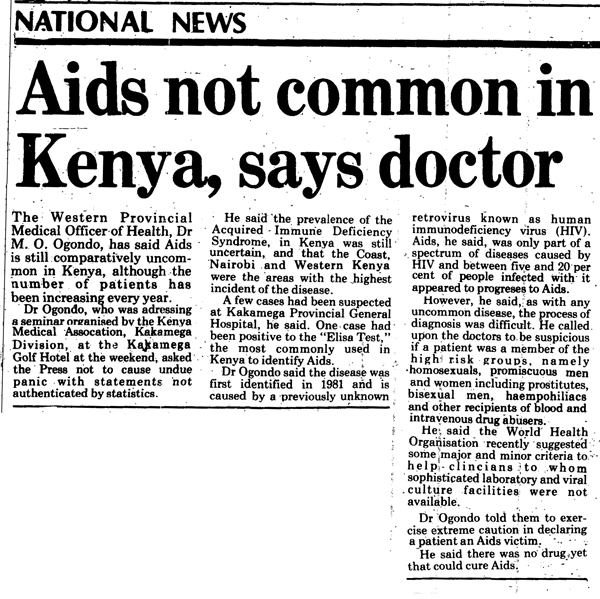 NATIONAL NEWS
Aids not common in
Kenya, says doctor
The Western Provincial
Medical Officer of Health, Dr
M. O. Ogondo, has said Aids
is still comparatively uncom-
mon in Kenya, although the
number of patients has
been increasing every year.
Dr Ogondo, who was adressing
a seminar organised by the Kenya
Medical Assocation, Kakamega
Division, at the Kakamega
Golf Hotel at the weekend, asked
the Press not to cause undue
panic with statements not
authenticated by statistics.
He said the prevalence of the
Acquired Immune Deficiency
Syndrome, in Kenya was still
uncertain, and that the Coast,
Nairobi and Western Kenya
were the areas with the highest
incident of the disease.
A few cases had been suspected
at Kakamega Provincial General
Hospital, he said. One case had
been positive to the "Elisa Test,"
the most commonly used in
Kenya to identify Aids.
Dr Ogondo said the disease was
first identified in 1981 and is
caused by a previously unknown
retrovirus known as human
immunodeficiency virus (HIV).
Aids, he said, was only part of a
spectrum of diseases caused by
HIV and between five and 20 per
cent of people infected with it
appeared to progreses to Aids.
However, he said, as with any
uncommon disease, the process of
diagnosis was difficult. He called
upon the doctors to be suspicious
if a patient was a member of the
high risk groups, namely
homosexuals, promiscuous men
and women including prostitutes,
bisexual men, haempohiliacs
and other recipients of blood and
intravenous drug abusers.
He said the World Health
Organisation recently suggested
some major and minor criteria to
help clincians to whom
sophisticated laboratory and viral
culture facilities were not
available.
Dr Ogondo told them to exer-
cise extreme caution in declaring
a patient an Aids victim.
He said there was no drug yet
that could cure Aids.